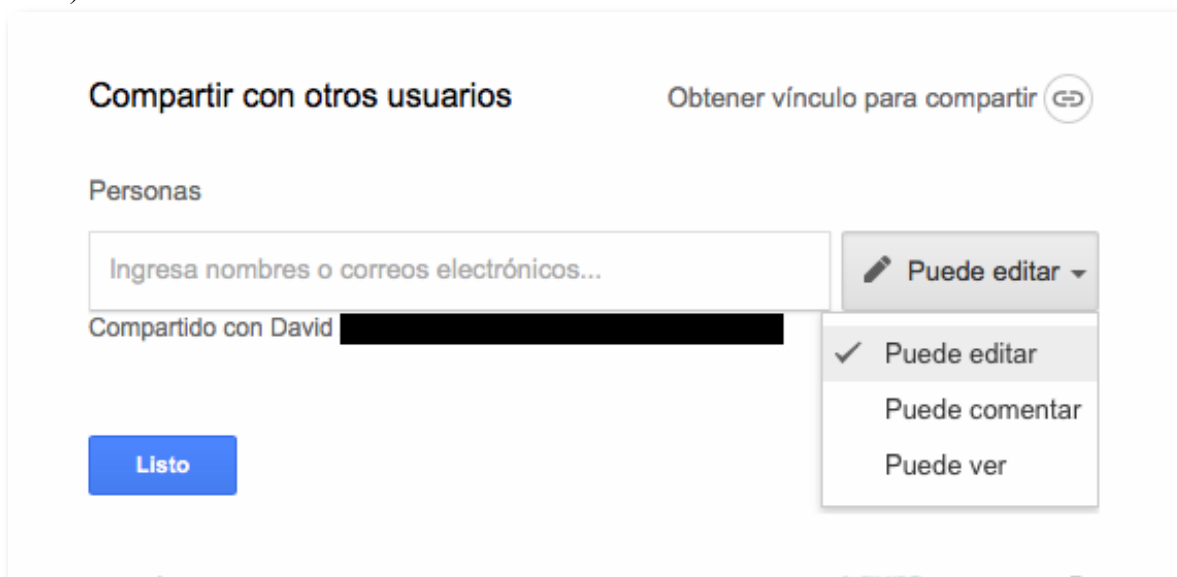 Compartir con otros usuarios
Obtener vínculo para compartir
Personas
Ingresa nombres o correos electrónicos...
Puede editar
Compartido con David
Puede editar
Puede comentar
Puede ver
Listo